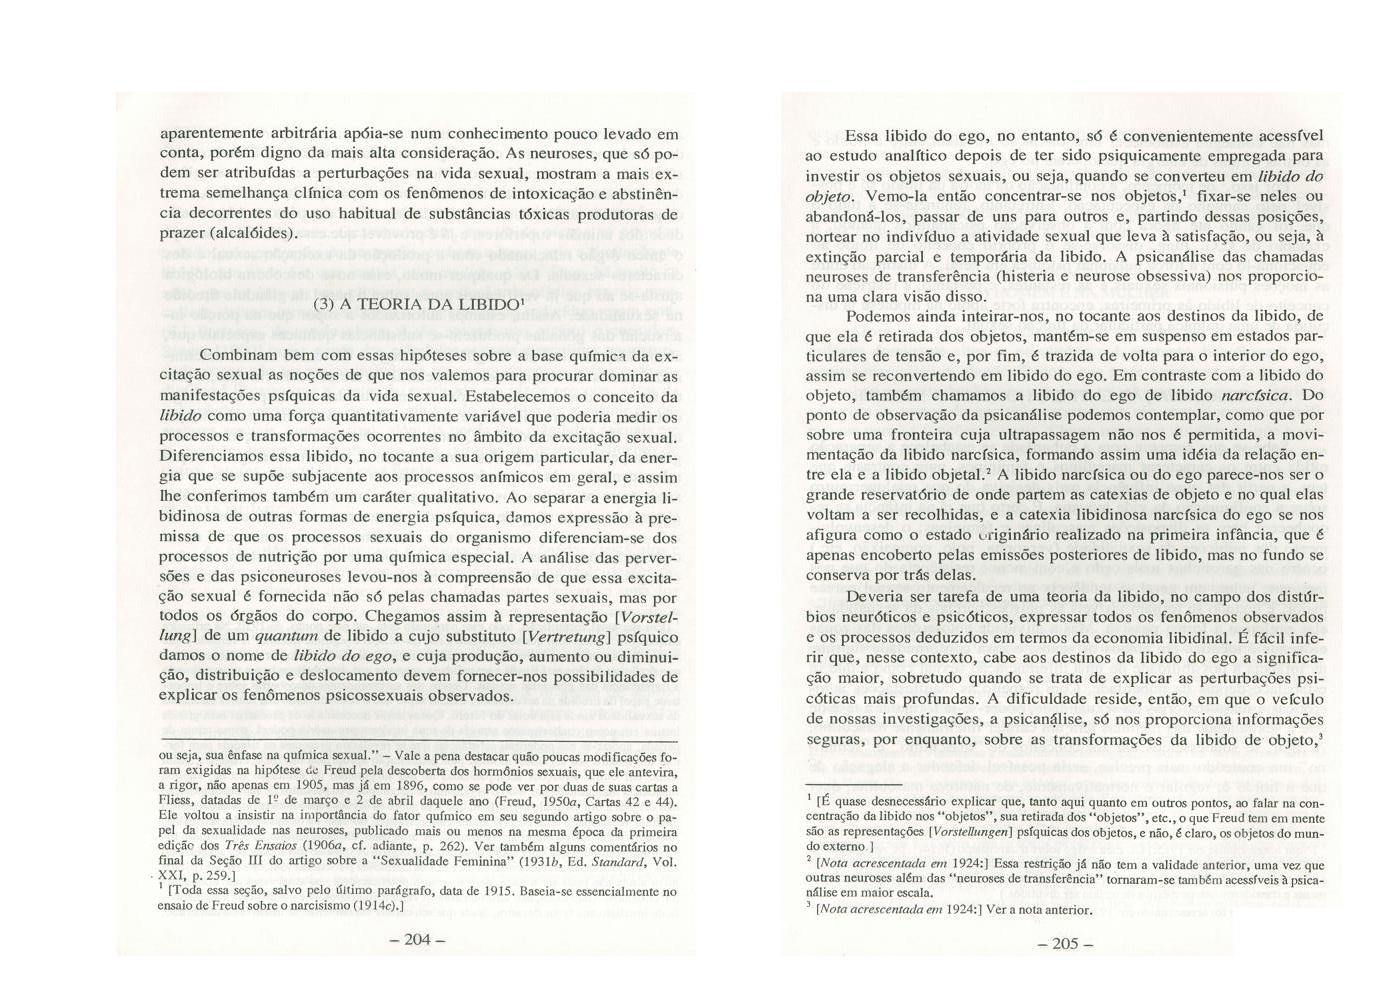 aparentemente arbitrária apóia-se num conhecimento pouco levado em
conta, porém digno da mais alta consideração. As neuroses, que só po-
dem ser atribuídas a perturbações na vida sexual, mostram a mais ex-
trema semelhança clínica com os fenômenos de intoxicação e abstinên-
cia decorrentes do uso habitual de substâncias tóxicas produtoras de
prazer (alcalóides).
(3) A TEORIA DA LIBIDO¹
Combinam bem com essas hipóteses sobre a base química da ex-
citação sexual as noções de que nos valemos para procurar dominar as
manifestações psíquicas da vida sexual. Estabelecemos o conceito da
libido como uma força quantitativamente variável que poderia medir os
processos e transformações ocorrentes no âmbito da excitação sexual.
Diferenciamos essa libido, no tocante a sua origem particular, da ener-
gia que se supõe subjacente aos processos anímicos em geral, e assim
lhe conferimos também um caráter qualitativo. Ao separar a energia li-
bidinosa de outras formas de energia psíquica, damos expressão à pre-
missa de que os processos sexuais do organismo diferenciam-se dos
processos de nutrição por uma química especial. A análise das perver-
sões e das psiconeuroses levou-nos à compreensão de que essa excita-
ção sexual é fornecida não só pelas chamadas partes sexuais, mas por
todos os órgãos do corpo. Chegamos assim à representação [Vorstel-
lung] de um quantum de libido a cujo substituto [Vertretung] psíquico
damos o nome de libido do ego, e cuja produção, aumento ou diminui-
ção, distribuição e deslocamento devem fornecer-nos possibilidades de
explicar os fenômenos psicossexuais observados.
ou seja, sua ênfase na química sexual." – Vale a pena destacar quão poucas modificações fo-
ram exigidas na hipótese de Freud pela descoberta dos hormônios sexuais, que ele antevira,
a rigor, não apenas em 1905, mas já em 1896, como se pode ver por duas de suas cartas a
Fliess, datadas de 1º de março e 2 de abril daquele ano (Freud, 1950a, Cartas 42 e 44).
Ele voltou a insistir na importância do fator químico em seu segundo artigo sobre o pa-
pel da sexualidade nas neuroses, publicado mais ou menos na mesma época da primeira
edição dos Três Ensaios (1906a, cf. adiante, p. 262). Ver também alguns comentários no
final da Seção III do artigo sobre a "Sexualidade Feminina" (1931b, Ed. Standard, Vol.
XXI, p. 259.]
¹ [Toda essa seção, salvo pelo último parágrafo, data de 1915. Baseia-se essencialmente no
ensaio de Freud sobre o narcisismo (1914c).]
– 204 –
Essa libido do ego, no entanto, só é convenientemente acessível
ao estudo analítico depois de ter sido psiquicamente empregada para
investir os objetos sexuais, ou seja, quando se converteu em libido do
objeto. Vemo-la então concentrar-se nos objetos,¹ fixar-se neles ou
abandoná-los, passar de uns para outros e, partindo dessas posições,
nortear no indivíduo a atividade sexual que leva à satisfação, ou seja, à
extinção parcial e temporária da libido. A psicanálise das chamadas
neuroses de transferência (histeria e neurose obsessiva) nos proporcio-
na uma clara visão disso.
Podemos ainda inteirar-nos, no tocante aos destinos da libido, de
que ela é retirada dos objetos, mantém-se em suspenso em estados par-
ticulares de tensão e, por fim, é trazida de volta para o interior do ego,
assim se reconvertendo em libido do ego. Em contraste com a libido do
objeto, também chamamos a libido do ego de libido narcísica. Do
ponto de observação da psicanálise podemos contemplar, como que por
sobre uma fronteira cuja ultrapassagem não nos é permitida, a movi-
mentação da libido narcísica, formando assim uma idéia da relação en-
tre ela e a libido objetal.² A libido narcísica ou do ego parece-nos ser o
grande reservatório de onde partem as catexias de objeto e no qual elas
voltam a ser recolhidas, e a catexia libidinosa narcísica do ego se nos
afigura como o estado originário realizado na primeira infância, que é
apenas encoberto pelas emissões posteriores de libido, mas no fundo se
conserva por trás delas.
Deveria ser tarefa de uma teoria da libido, no campo dos distúr-
bios neuróticos e psicóticos, expressar todos os fenômenos observados
e os processos deduzidos em termos da economia libidinal. É fácil infe-
rir que, nesse contexto, cabe aos destinos da libido do ego a significa-
ção maior, sobretudo quando se trata de explicar as perturbações psi-
cóticas mais profundas. A dificuldade reside, então, em que o veículo
de nossas investigações, a psicanálise, só nos proporciona informações
seguras, por enquanto, sobre as transformações da libido de objeto,³
¹ [É quase desnecessário explicar que, tanto aqui quanto em outros pontos, ao falar na con-
centração da libido nos "objetos", sua retirada dos "objetos", etc., o que Freud tem em mente
são as representações [Vorstellungen] psíquicas dos objetos, e não, é claro, os objetos do mun-
do externo.]
² [Nota acrescentada em 1924:] Essa restrição já não tem a validade anterior, uma vez que
outras neuroses além das "neuroses de transferência" tornaram-se também acessíveis à psica-
nálise em maior escala.
³ [Nota acrescentada em 1924:] Ver a nota anterior.
– 205 –